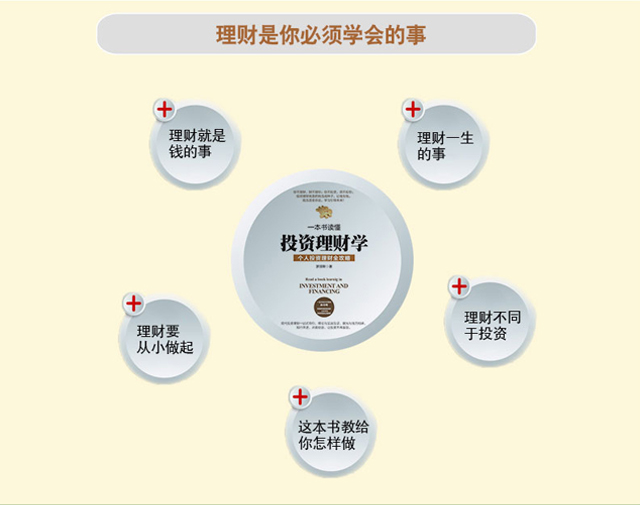 理财是你必须学会的事
理财就是
钱的事
理财一生
的事
一本书读懂
投资理财学
个人投资理财全攻略
Read a book leaning to
INVESTMENT AND
FINANCING
理财要
从小做起
理财不同
于投资
这本书教给
你怎样做